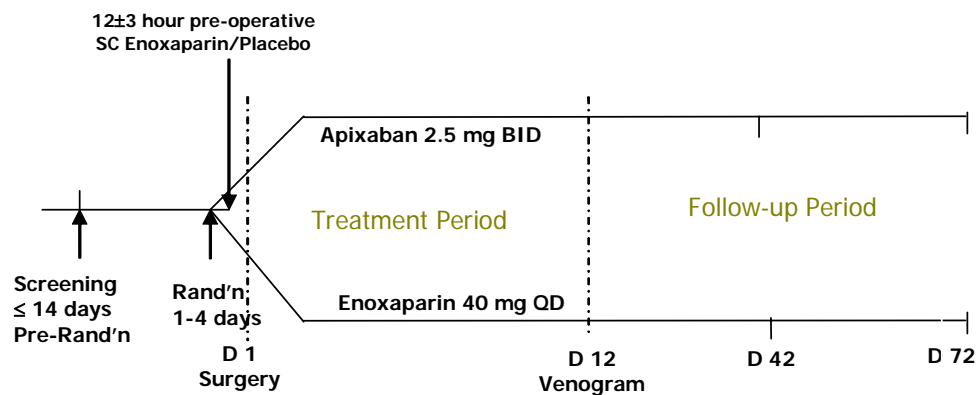 12±3 hour pre-operative
SC Enoxaparin/Placebo
Apixaban 2.5 mg BID
Treatment Period
Follow-up Period
Screening
≤ 14 days
Pre-Rand'n
Rand'n
1-4 days
Enoxaparin 40 mg QD
D 1
Surgery
D 12
Venogram
D 42
D 72